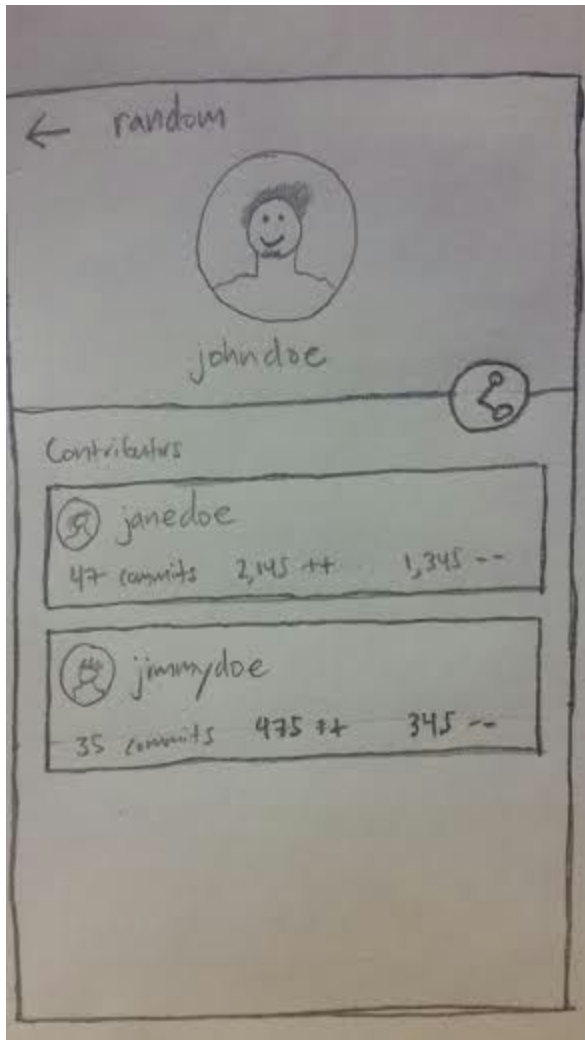 ← random
johndoe
Contributors
janedoe
47 commits 2,145 ++ 1,345 --
jimmydoe
35 commits 475 ++ 345 --